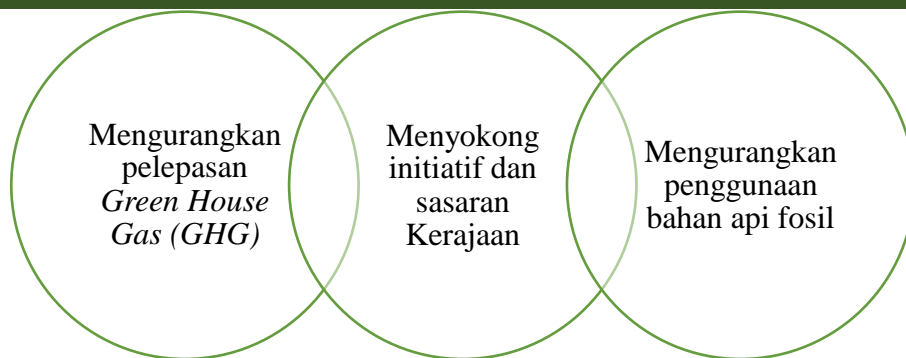 Mengurangkan
pelepasan
Green House
Gas (GHG)
Menyokong
initiatif dan
sasaran
Kerajaan
Mengurangkan
penggunaan
bahan api fosil